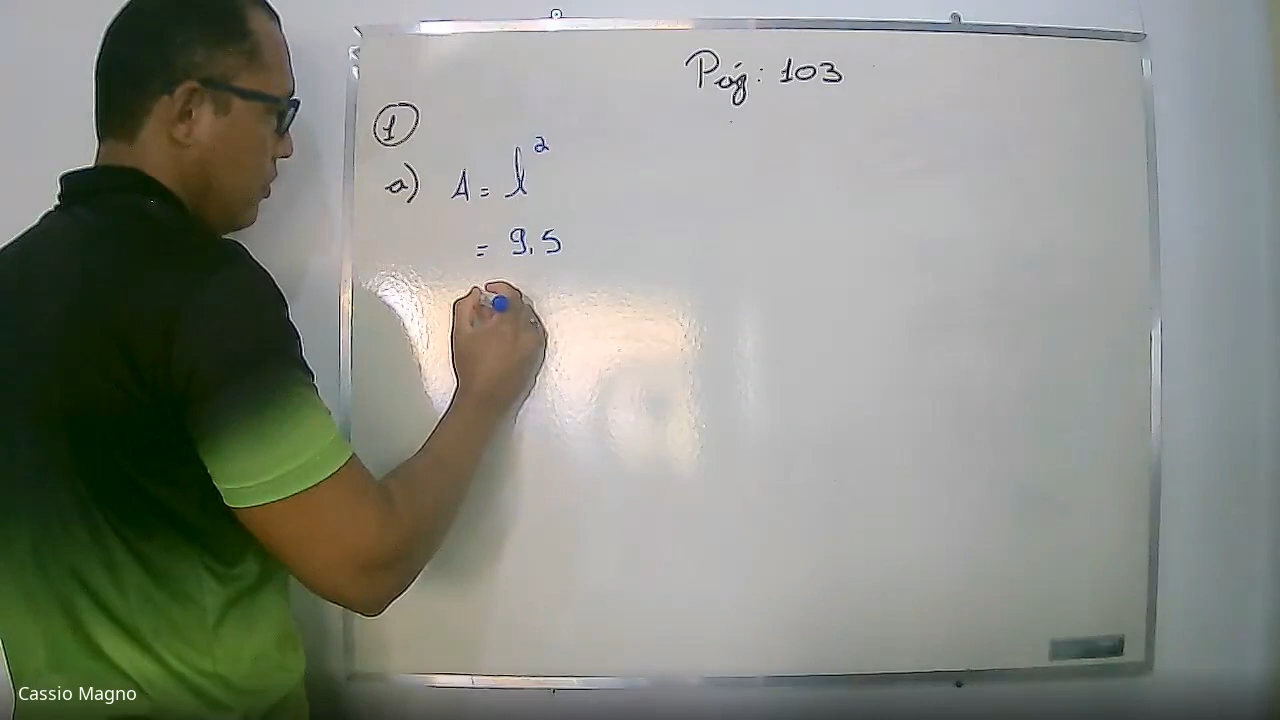 Pág: 103
1
a) A = l²
= 9,5
Cassio Magno